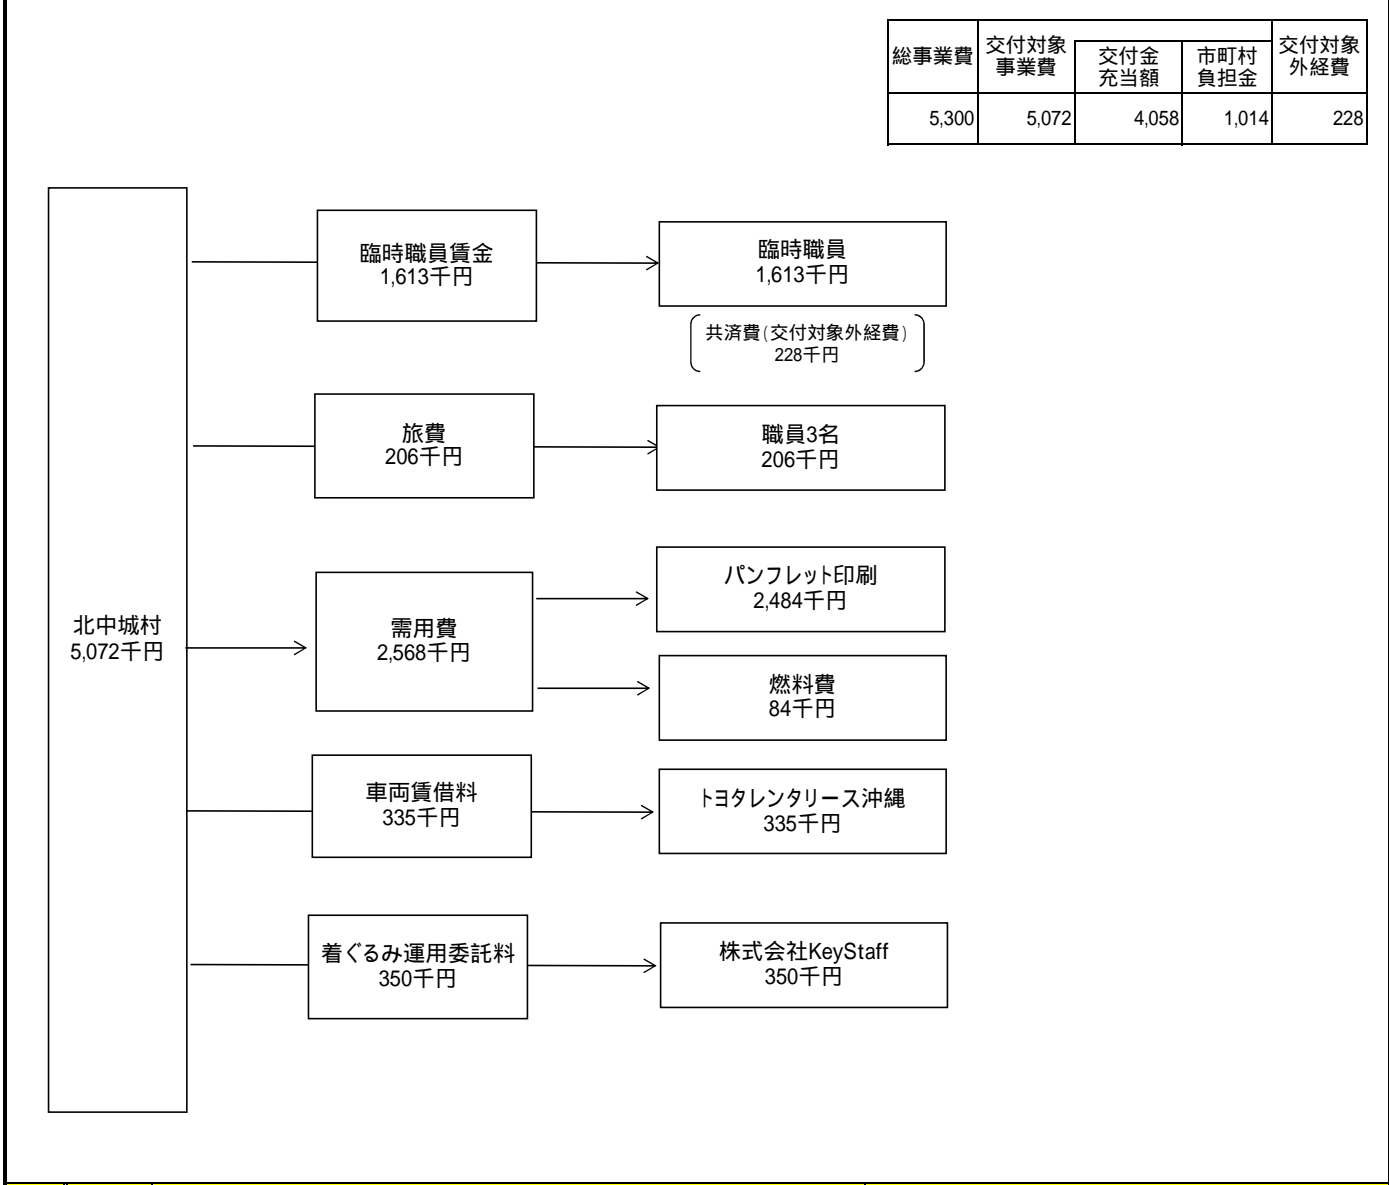 総事業費
交付対象
事業費
交付金
充当額
市町村
負担金
交付対象
外経費
5,300
5,072
4,058
1,014
228
北中城村
5,072千円
臨時職員賃金
1,613千円
臨時職員
1,613千円
共済費(交付対象外経費)
228千円
旅費
206千円
職員3名
206千円
需用費
2,568千円
パンフレット印刷
2,484千円
燃料費
84千円
車両賃借料
335千円
トヨタレンタリース沖縄
335千円
着ぐるみ運用委託料
350千円
株式会社KeyStaff
350千円